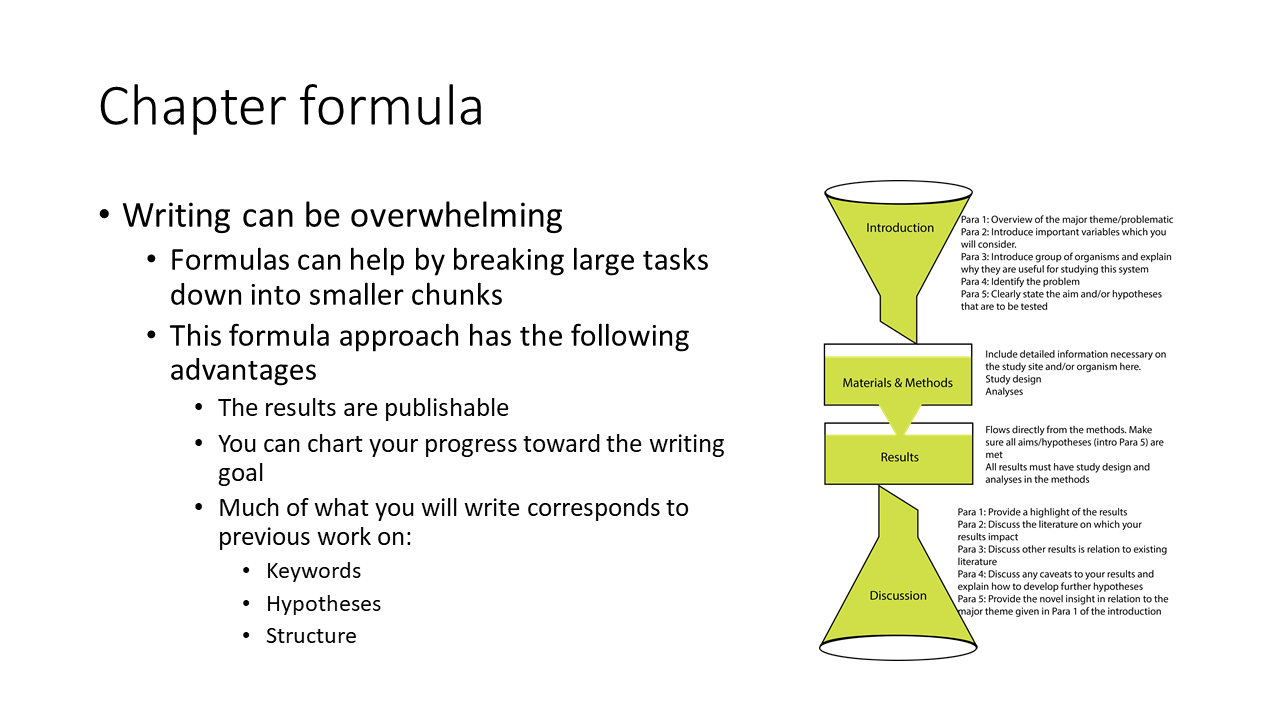 Chapter formula
• Writing can be overwhelming
• Formulas can help by breaking large tasks
down into smaller chunks
• This formula approach has the following
advantages
• The results are publishable
• You can chart your progress toward the writing
goal
• Much of what you will write corresponds to
previous work on:
• Keywords
• Hypotheses
• Structure
Introduction
Para 1: Overview of the major theme/problematic
Para 2: Introduce important variables which you
will consider.
Para 3: Introduce group of organisms and explain
why they are useful for studying this system
Para 4: Identify the problem
Para 5: Clearly state the aim and/or hypotheses
that are to be tested
Materials & Methods
Include detailed information necessary on
the study site and/or organism here.
Study design
Analyses
Results
Flows directly from the methods. Make
sure all aims/hypotheses (intro Para 5) are
met
All results must have study design and
analyses in the methods
Discussion
Para 1: Provide a highlight of the results
Para 2: Discuss the literature on which your
results impact
Para 3: Discuss other results is relation to existing
literature
Para 4: Discuss any caveats to your results and
explain how to develop further hypotheses
Para 5: Provide the novel insight in relation to the
major theme given in Para 1 of the introduction